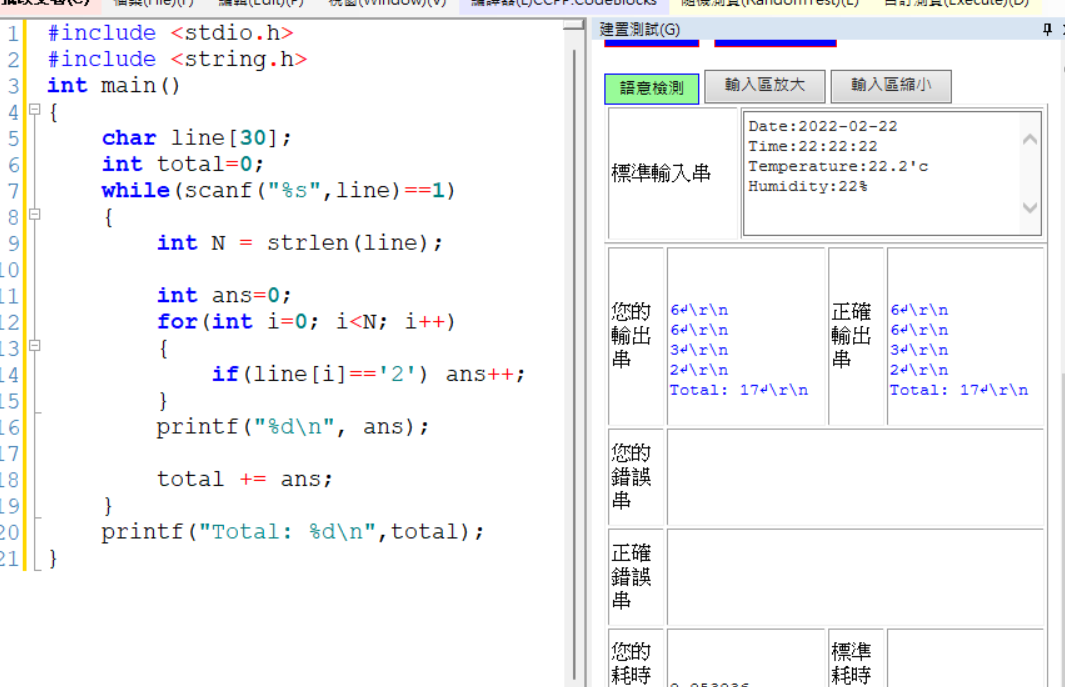 檔案(File)(F) 編輯(Edit)(P) 視窗(Window)(V) 編譯器(L)CCPP:CodeBlocks 隨機測資(RandomTest)(E) 自訂測資(Execute)(D)
1 #include <stdio.h>
2 #include <string.h>
3 int main()
4 {
5 char line[30];
6 int total=0;
7 while(scanf("%s",line)==1)
8 {
9 int N = strlen(line);
10
11 int ans=0;
12 for(int i=0; i<N; i++)
13 {
14 if(line[i]=='2') ans++;
15 }
16 printf("%d\n", ans);
17
18 total += ans;
19 }
20 printf("Total: %d\n",total);
21 }
建置測試(G)
語意檢測 輸入區放大 輸入區縮小
標準輸入串
Date:2022-02-22
Time:22:22:22
Temperature:22.2'c
Humidity:22%
您的輸出串
6↵\r\n
6↵\r\n
3↵\r\n
2↵\r\n
Total: 17↵\r\n
正確輸出串
6↵\r\n
6↵\r\n
3↵\r\n
2↵\r\n
Total: 17↵\r\n
您的錯誤串
正確錯誤串
您的耗時
標準耗時